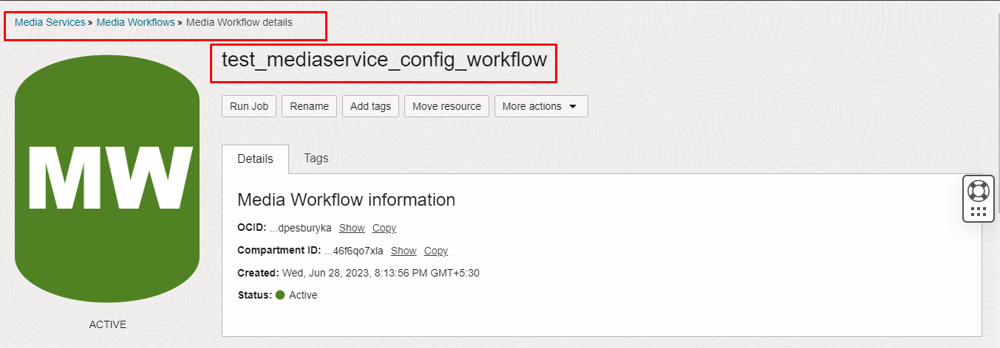 Media Services » Media Workflows » Media Workflow details
test_mediaservice_config_workflow
Run Job Rename Add tags Move resource More actions
MW
ACTIVE
Details Tags
Media Workflow information
OCID: ...dpesburyka Show Copy
Compartment ID: ...46f6qo7xla Show Copy
Created: Wed, Jun 28, 2023, 8:13:56 PM GMT+5:30
Status: Active